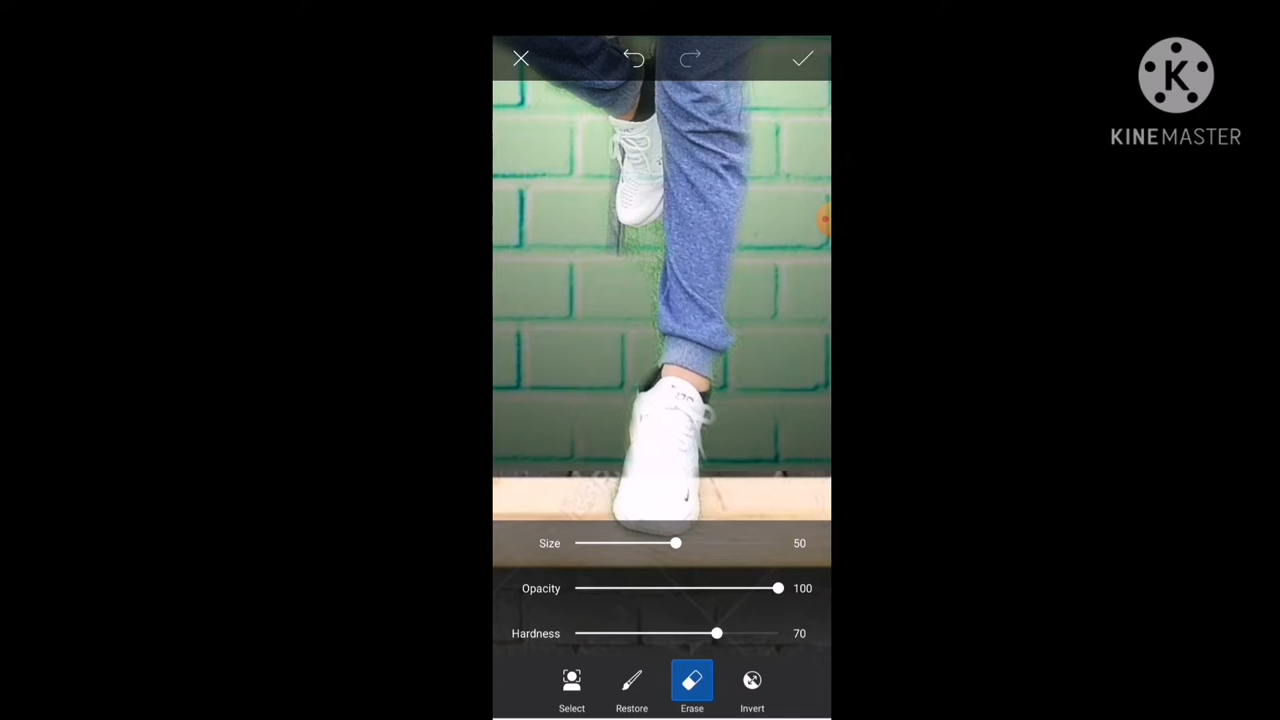 KINEMASTER
Size 50
Opacity 100
Hardness 70
Select Restore Erase Invert